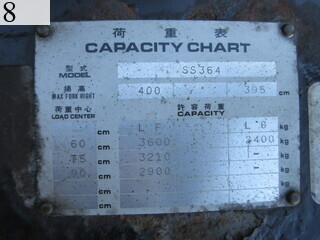 8
荷重表
CAPACITY CHART
型式 MODEL SS364
揚高 MAX FORK HIGHT 400 395 cm
荷重中心 LOAD CENTER 許容荷重 CAPACITY
cm L F L 6 kg
60 cm 3600 3400 kg
75 cm 3210 - kg
90 cm 2900 - kg
kg